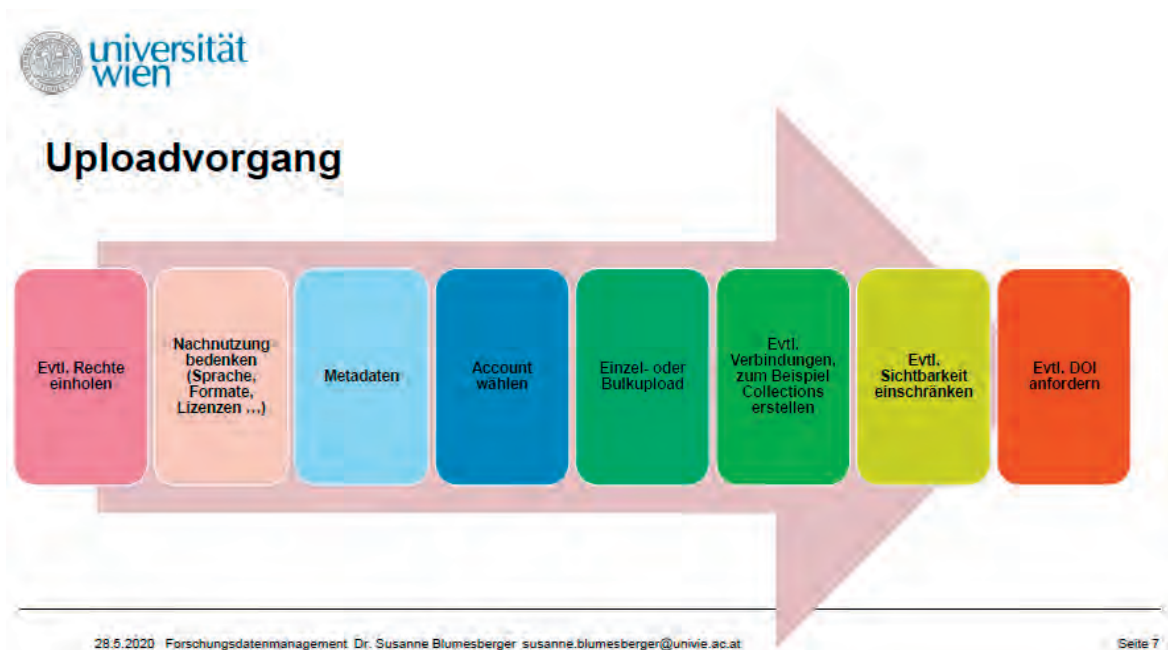 universität
wien
Uploadvorgang
Evtl. Rechte
einholen
Nachnutzung
bedenken
(Sprache,
Formate,
Lizenzen ...)
Metadaten
Account
wählen
Einzel- oder
Bulkupload
Evtl.
Verbindungen,
zum Beispiel
Collections
erstellen
Evtl.
Sichtbarkeit
einschränken
Evtl. DOI
anfordern
28.5.2020 Forschungsdatenmanagement Dr. Susanne Blumesberger susanne.blumesberger@univie.ac.at
Seite 7